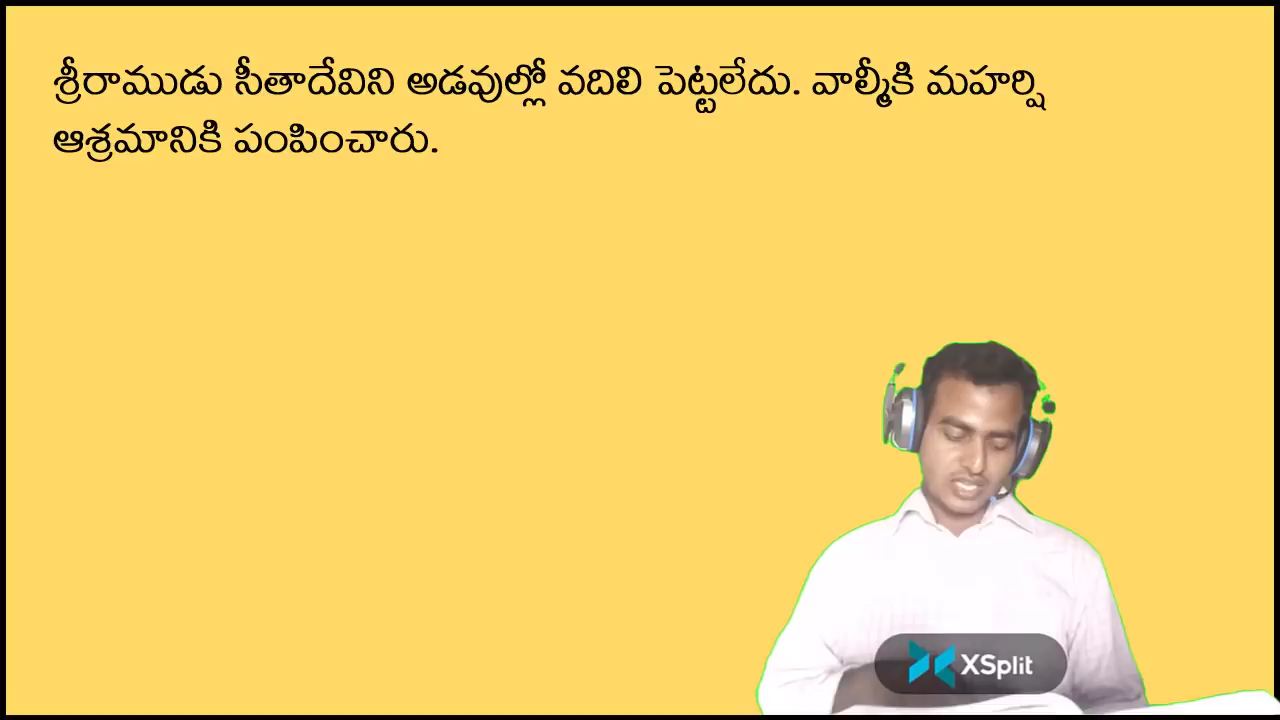 శ్రీరాముడు సీతాదేవిని అడవుల్లో వదిలి పెట్టలేదు. వాల్మీకి మహర్షి
ఆశ్రమానికి పంపించారు.
XSplit